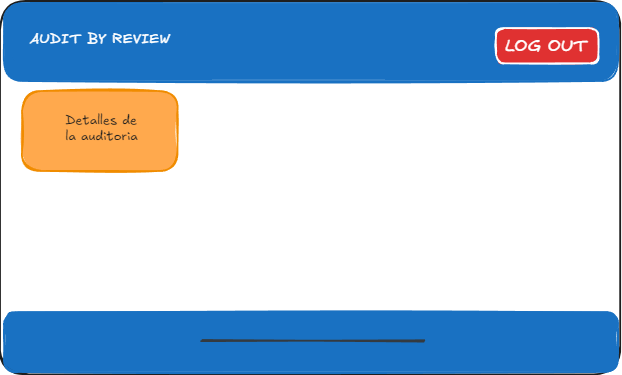 AUDIT BY REVIEW
LOG OUT
Detalles de
la auditoria